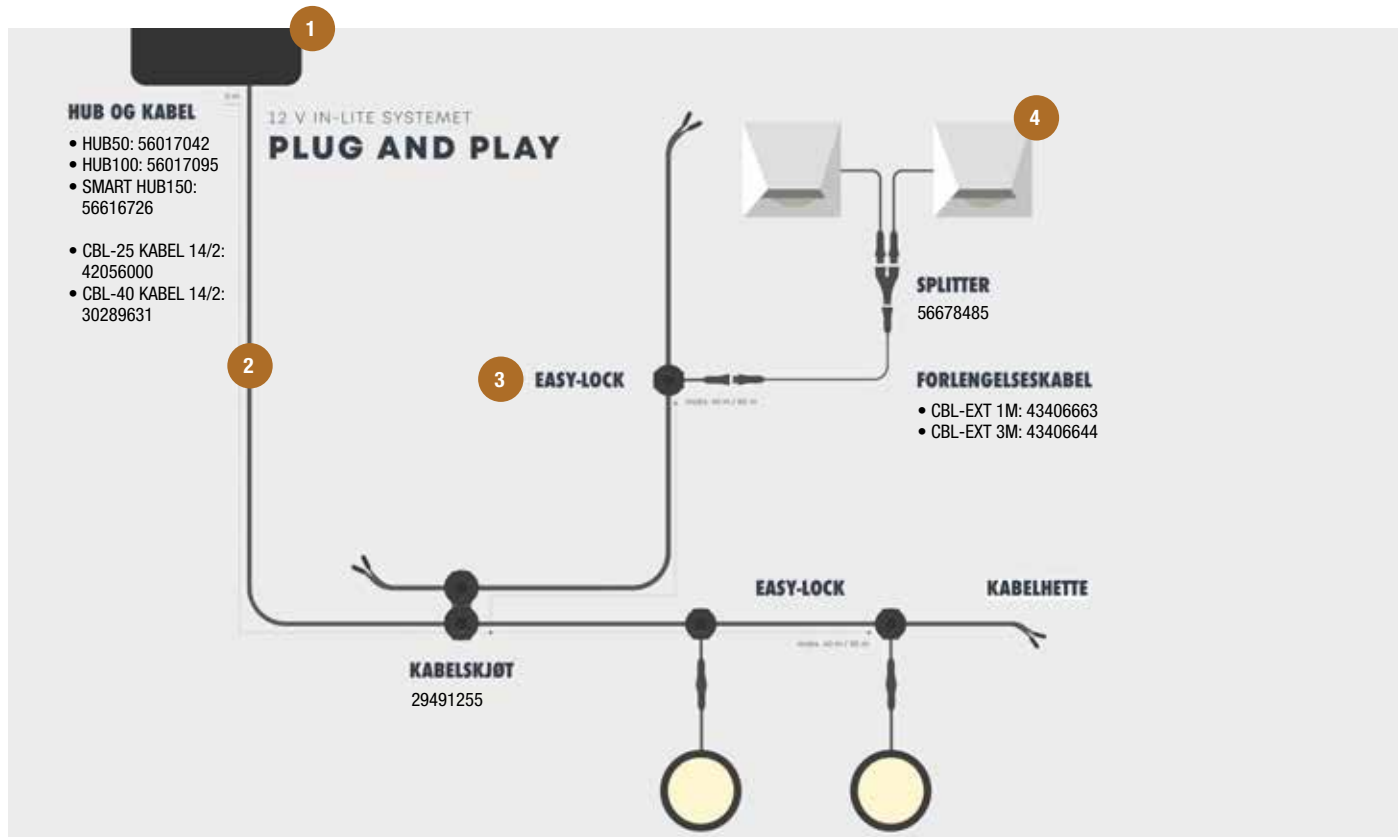 1
HUB OG KABEL
• HUB50: 56017042
• HUB100: 56017095
• SMART HUB150:
56616726
• CBL-25 KABEL 14/2:
42056000
• CBL-40 KABEL 14/2:
30289631
12 V IN-LITE SYSTEMET
PLUG AND PLAY
4
SPLITTER
56678485
2
3
EASY-LOCK
FORLENGELSESKABEL
• CBL-EXT 1M: 43406663
• CBL-EXT 3M: 43406644
EASY-LOCK
KABELHETTE
KABELSKJØT
29491255